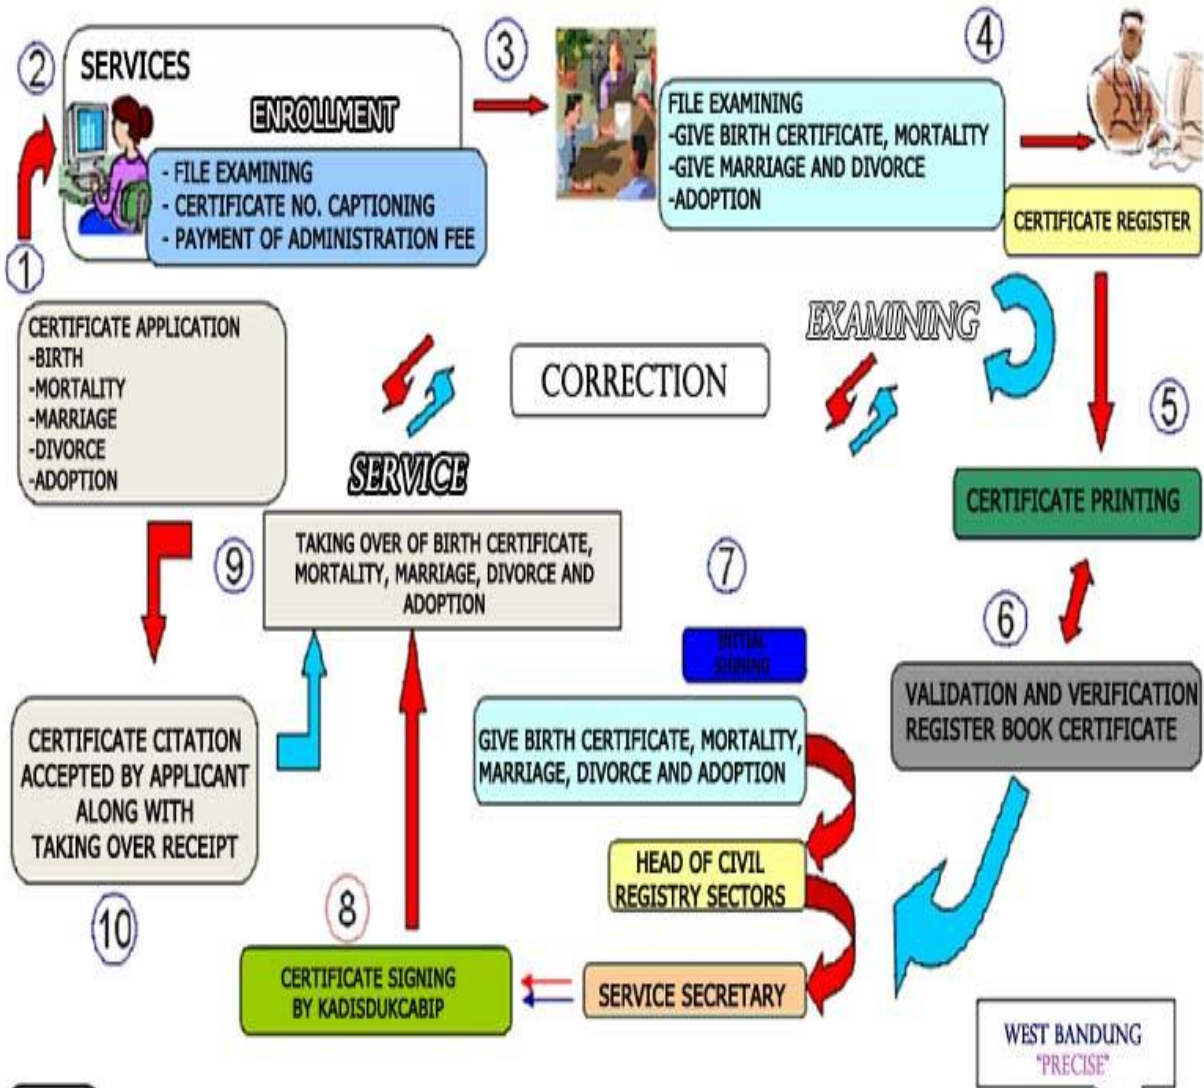 2
SERVICES
ENROLLMENT
- FILE EXAMINING
- CERTIFICATE NO. CAPTIONING
- PAYMENT OF ADMINISTRATION FEE
1
3
FILE EXAMINING
-GIVE BIRTH CERTIFICATE, MORTALITY
-GIVE MARRIAGE AND DIVORCE
-ADOPTION
4
CERTIFICATE REGISTER
CERTIFICATE APPLICATION
-BIRTH
-MORTALITY
-MARRIAGE
-DIVORCE
-ADOPTION
CORRECTION
EXAMINING
5
CERTIFICATE PRINTING
SERVICE
9
TAKING OVER OF BIRTH CERTIFICATE,
MORTALITY, MARRIAGE, DIVORCE AND
ADOPTION
7
INITIAL
SIGNING
6
VALIDATION AND VERIFICATION
REGISTER BOOK CERTIFICATE
GIVE BIRTH CERTIFICATE, MORTALITY,
MARRIAGE, DIVORCE AND ADOPTION
HEAD OF CIVIL
REGISTRY SECTORS
SERVICE SECRETARY
8
CERTIFICATE SIGNING
BY KADISDUKCABIP
CERTIFICATE CITATION
ACCEPTED BY APPLICANT
ALONG WITH
TAKING OVER RECEIPT
10
WEST BANDUNG
"PRECISE"